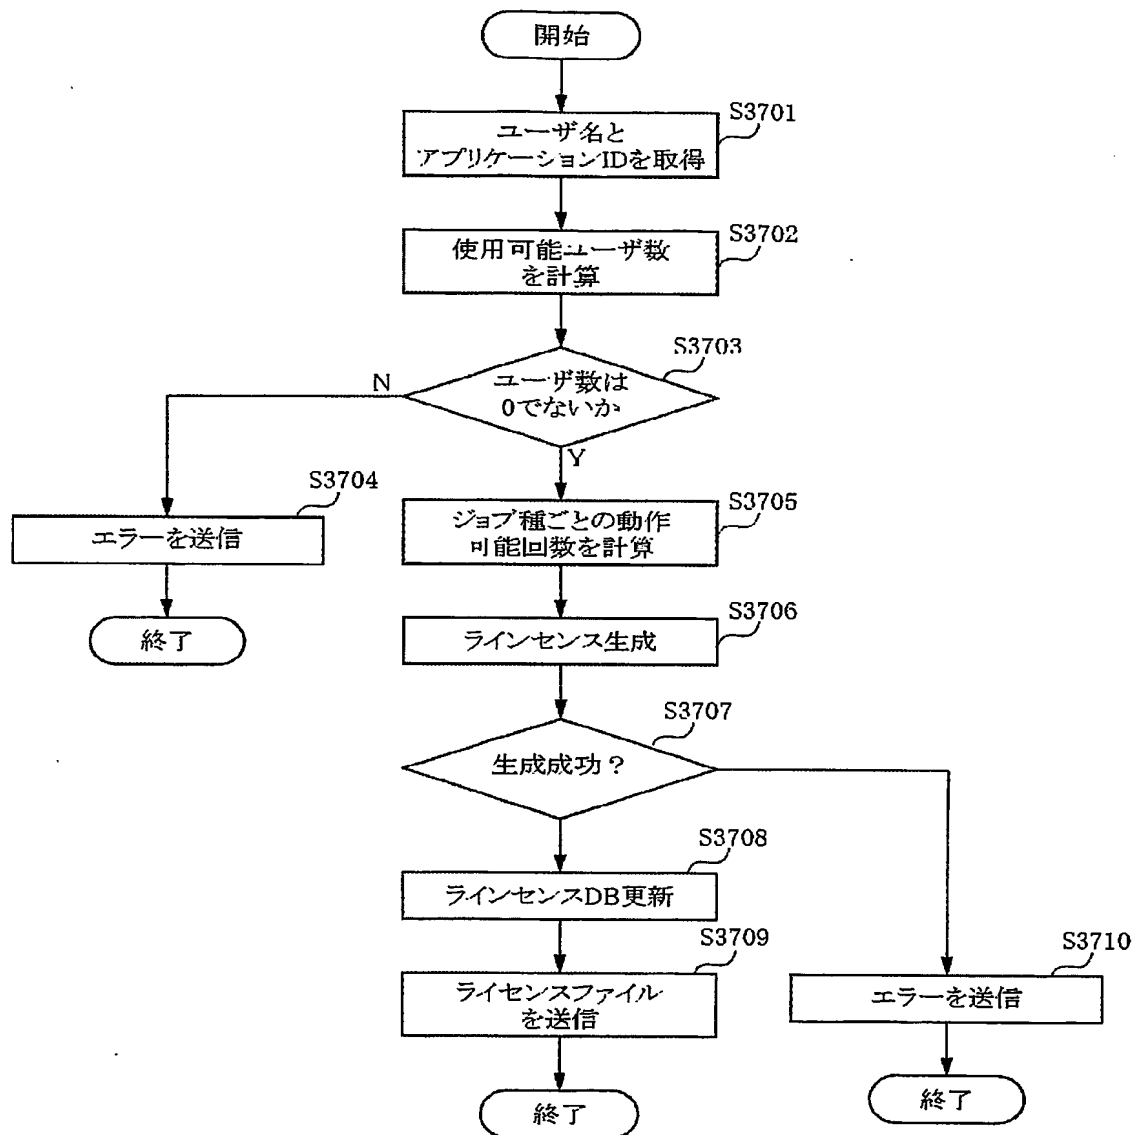 開始
S3701
ユーザ名と
アプリケーションIDを取得
S3702
使用可能ユーザ数
を計算
S3703
ユーザ数は
0でないか
N
Y
S3704
エラーを送信
終了
S3705
ジョブ種ごとの動作
可能回数を計算
S3706
ラインセンス生成
S3707
生成成功？
S3708
ラインセンスDB更新
S3709
ライセンスファイル
を送信
終了
S3710
エラーを送信
終了